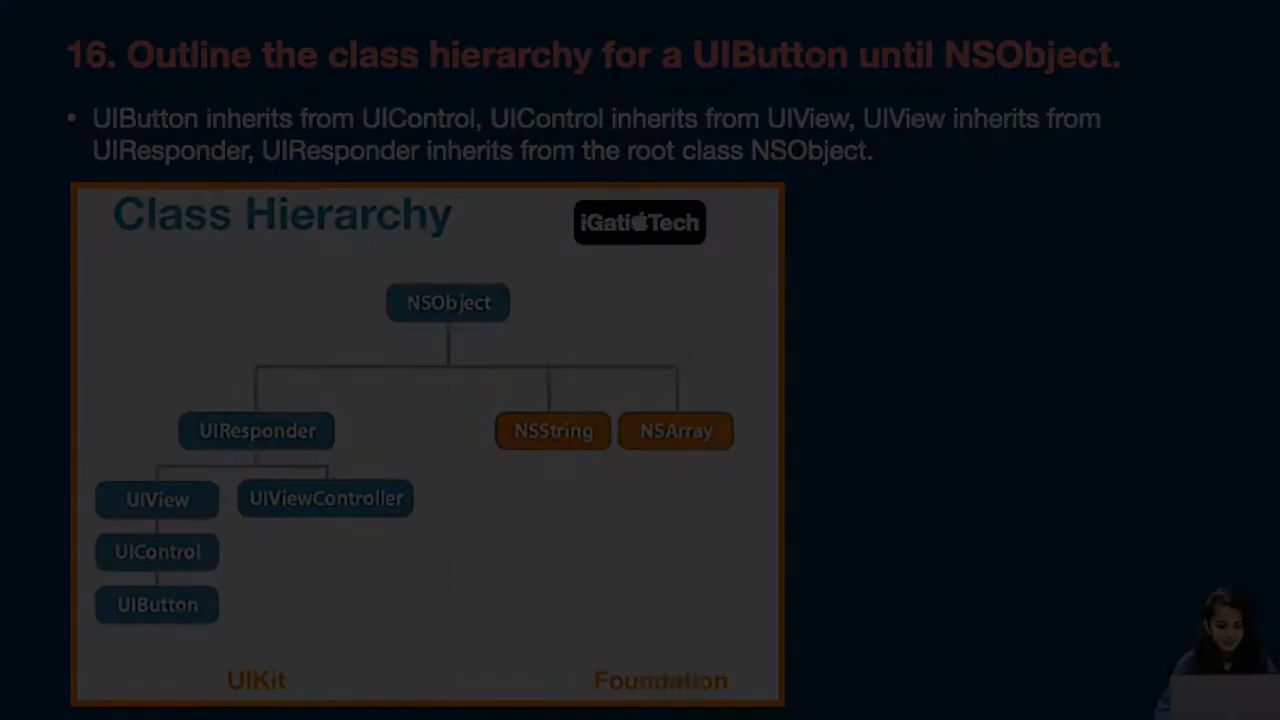 16. Outline the class hierarchy for a UIButton until NSObject.
• UIButton inherits from UIControl, UIControl inherits from UIView, UIView inherits from
UIResponder, UIResponder inherits from the root class NSObject.
Class Hierarchy
iGatiTech
NSObject
UIResponder
NSString
NSArray
UIView
UIViewController
UIControl
UIButton
UIKit
Foundation